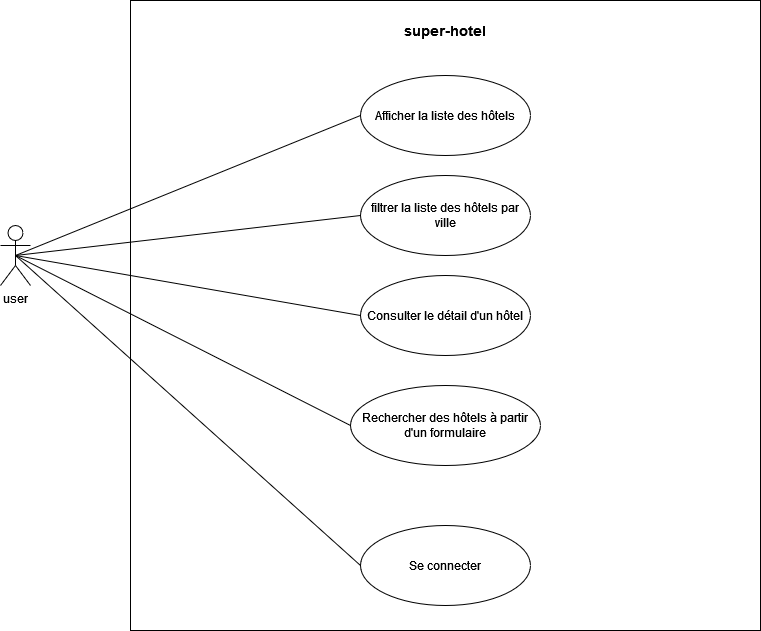 super-hotel
Afficher la liste des hôtels
filtrer la liste des hôtels par
ville
user
Consulter le détail d'un hôtel
Rechercher des hôtels à partir
d'un formulaire
Se connecter